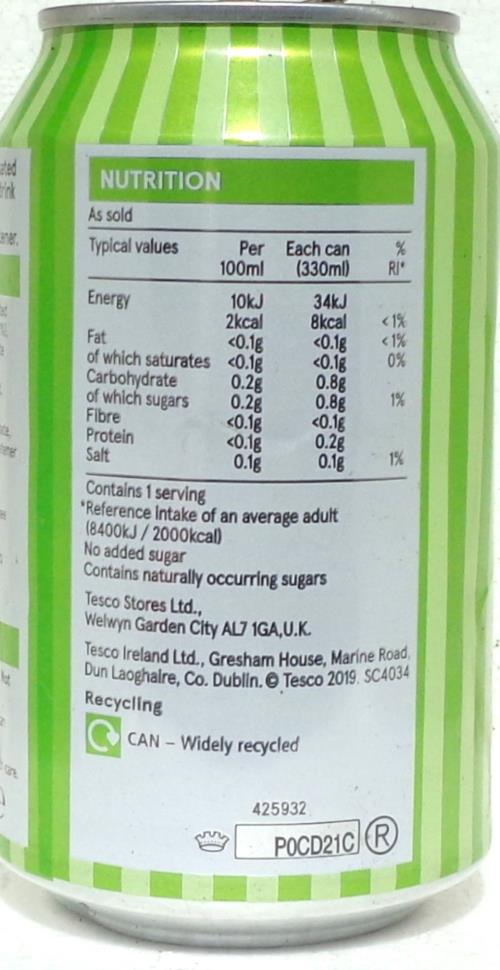 ated
rink
NUTRITION
As sold
Typical values Per 100ml Each can (330ml) % RI*
Energy 10kJ 34kJ
2kcal 8kcal <1%
Fat <0.1g <0.1g <1%
of which saturates <0.1g <0.1g 0%
Carbohydrate 0.2g 0.8g
of which sugars 0.2g 0.8g 1%
Fibre <0.1g <0.1g
Protein <0.1g 0.2g
Salt 0.1g 0.1g 1%
Contains 1 serving
*Reference intake of an average adult
(8400kJ / 2000kcal)
No added sugar
Contains naturally occurring sugars
Tesco Stores Ltd.,
Welwyn Garden City AL7 1GA,U.K.
Tesco Ireland Ltd., Gresham House, Marine Road,
Dun Laoghaire, Co. Dublin. © Tesco 2019. SC4034
Recycling
CAN – Widely recycled
425932
P0CD21C R